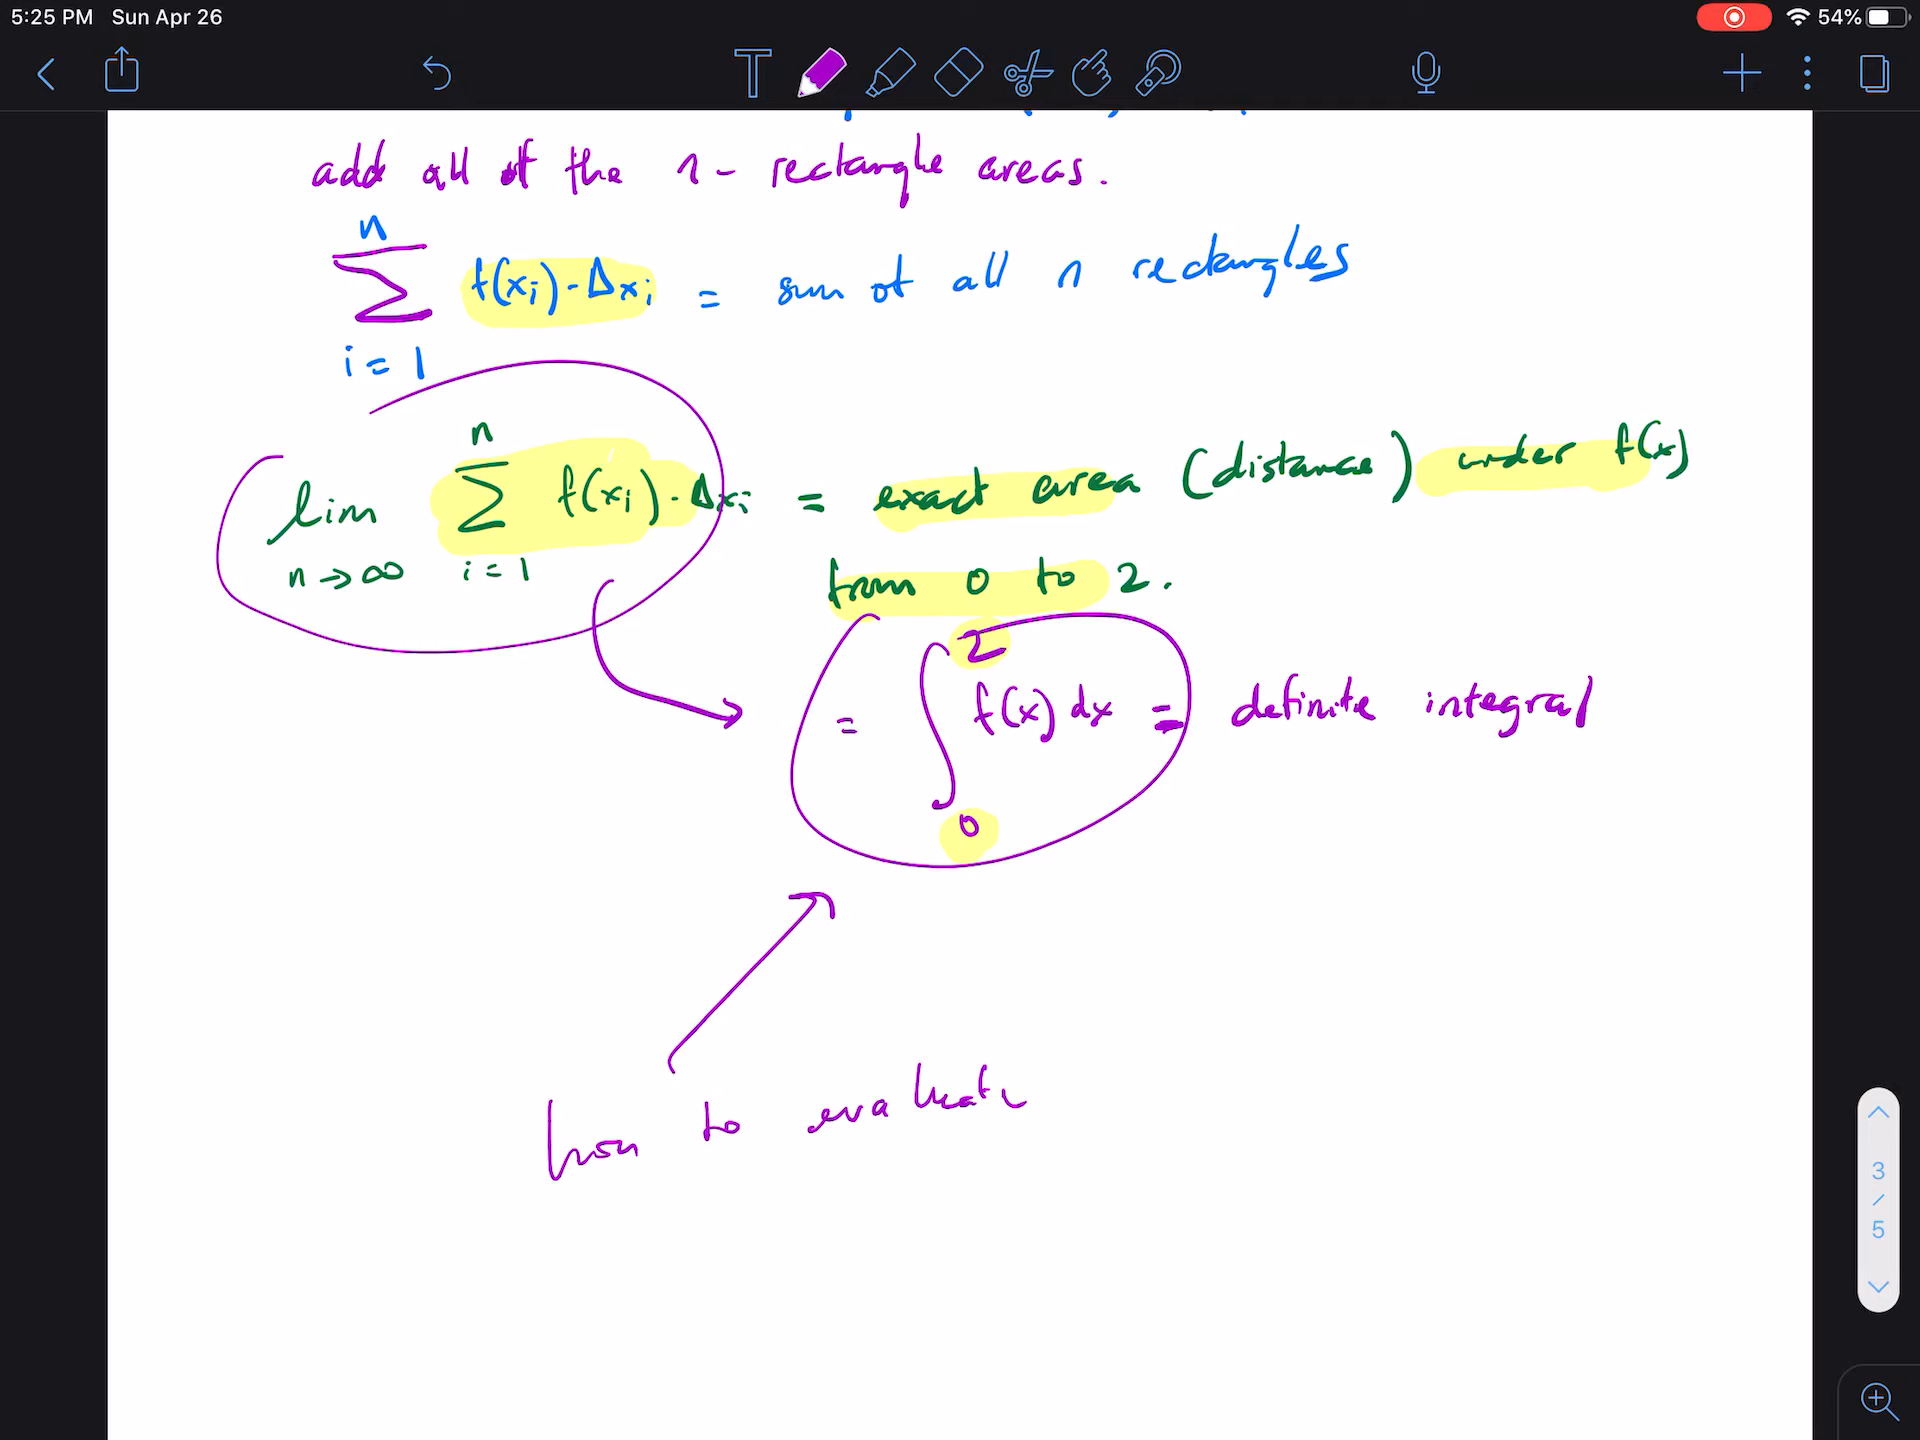 5:25 PM Sun Apr 26
54%
add all of the n - rectangle areas.
n
∑ f(xᵢ) · Δxᵢ = sum of all n rectangles
i = 1
n
lim ∑ f(xᵢ) · Δxᵢ = exact area (distance) under f(x)
n → ∞ i = 1
from 0 to 2.
2
= ∫ f(x) dx = definite integral
0
how to evaluate
3
/
5